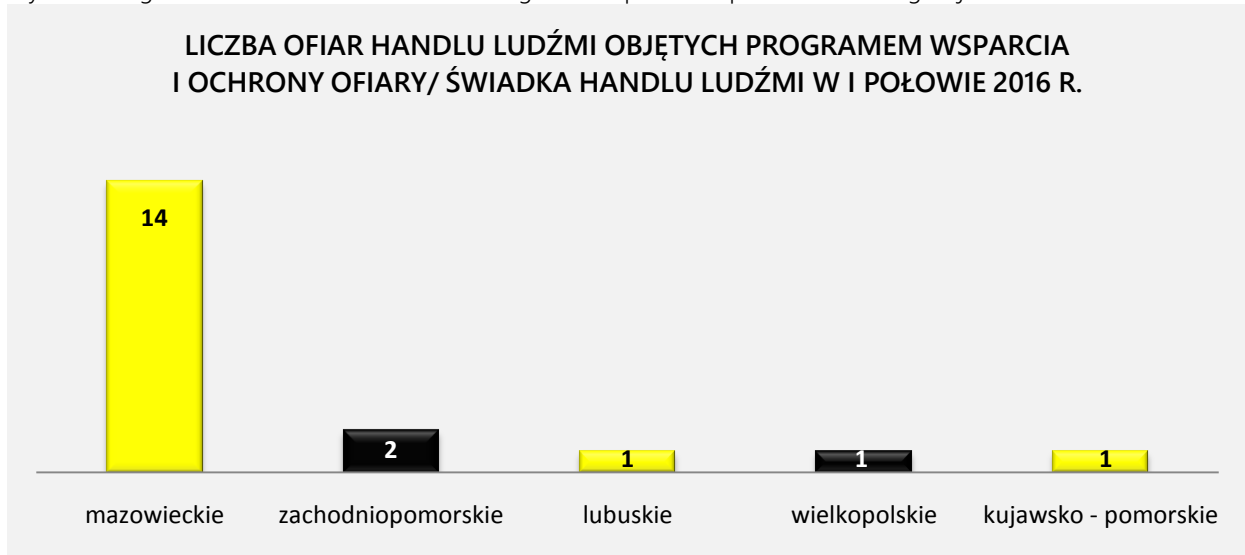 LICZBA OFIAR HANDLU LUDŹMI OBJĘTYCH PROGRAMEM WSPARCIA
I OCHRONY OFIARY/ ŚWIADKA HANDLU LUDŹMI W I POŁOWIE 2016 R.
14
2
1
1
1
mazowieckie zachodniopomorskie lubuskie wielkopolskie kujawsko - pomorskie